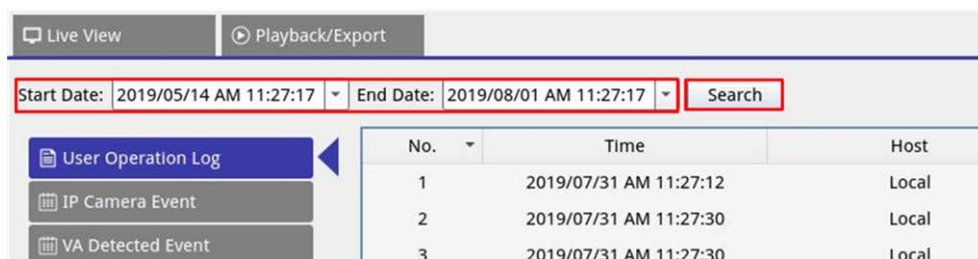 Live View Playback/Export
Start Date: 2019/05/14 AM 11:27:17 End Date: 2019/08/01 AM 11:27:17 Search
User Operation Log
IP Camera Event
VA Detected Event
No. Time Host
1 2019/07/31 AM 11:27:12 Local
2 2019/07/31 AM 11:27:30 Local
3 2019/07/31 AM 11:27:30 Local